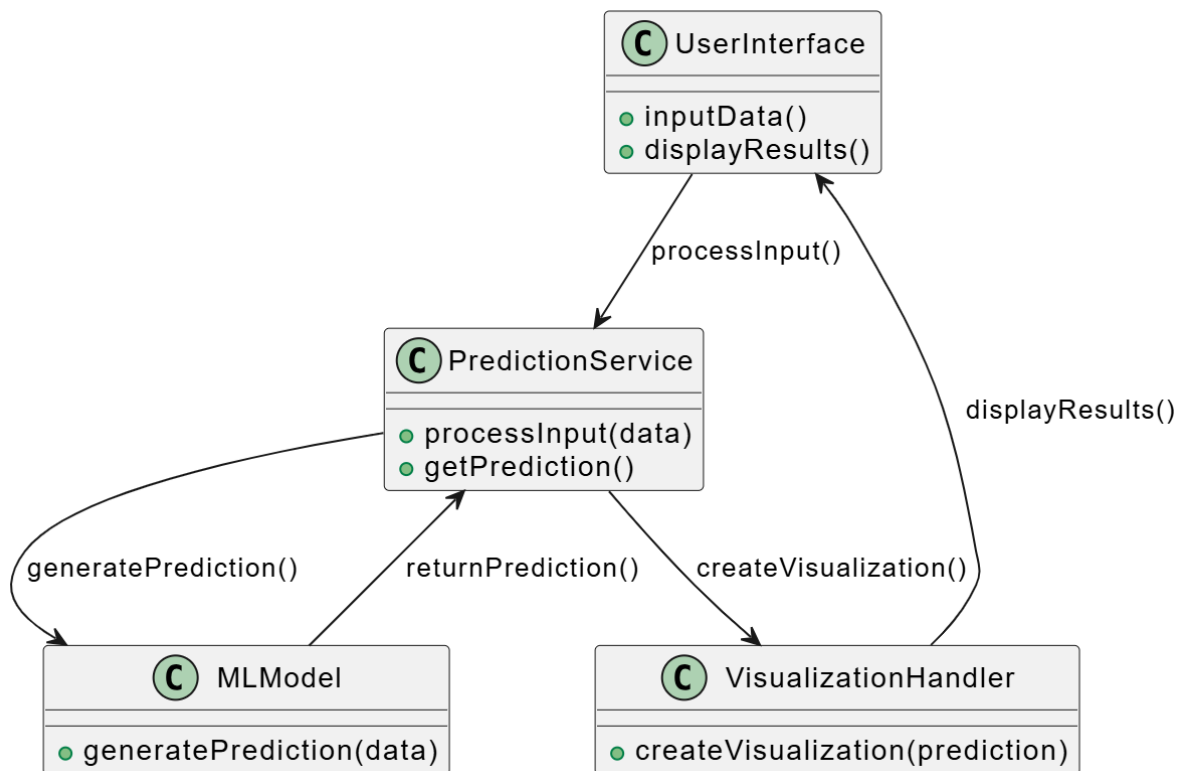 C UserInterface
inputData()
displayResults()
processInput()
C PredictionService
processInput(data)
getPrediction()
displayResults()
generatePrediction()
returnPrediction()
createVisualization()
C MLModel
generatePrediction(data)
C VisualizationHandler
createVisualization(prediction)